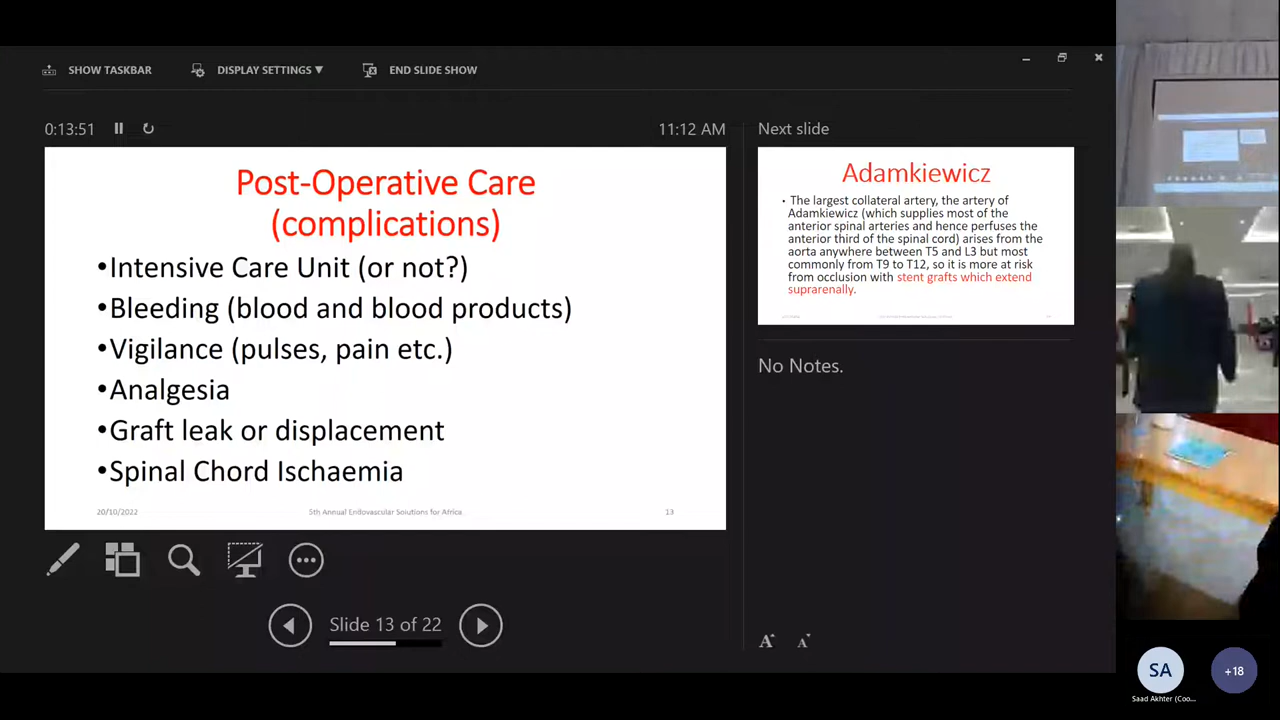 SHOW TASKBAR
DISPLAY SETTINGS ▼
END SLIDE SHOW
0:13:51
11:12 AM
Post-Operative Care
(complications)
•Intensive Care Unit (or not?)
•Bleeding (blood and blood products)
•Vigilance (pulses, pain etc.)
•Analgesia
•Graft leak or displacement
•Spinal Chord Ischaemia
20/10/2022
5th Annual Endovascular Solutions for Africa
13
Slide 13 of 22
Next slide
Adamkiewicz
• The largest collateral artery, the artery of
Adamkiewicz (which supplies most of the
anterior spinal arteries and hence perfuses the
anterior third of the spinal cord) arises from the
aorta anywhere between T5 and L3 but most
commonly from T9 to T12, so it is more at risk
from occlusion with stent grafts which extend
suprarenally.
No Notes.
A A
SA
+18
Saad Akhter (Coo...